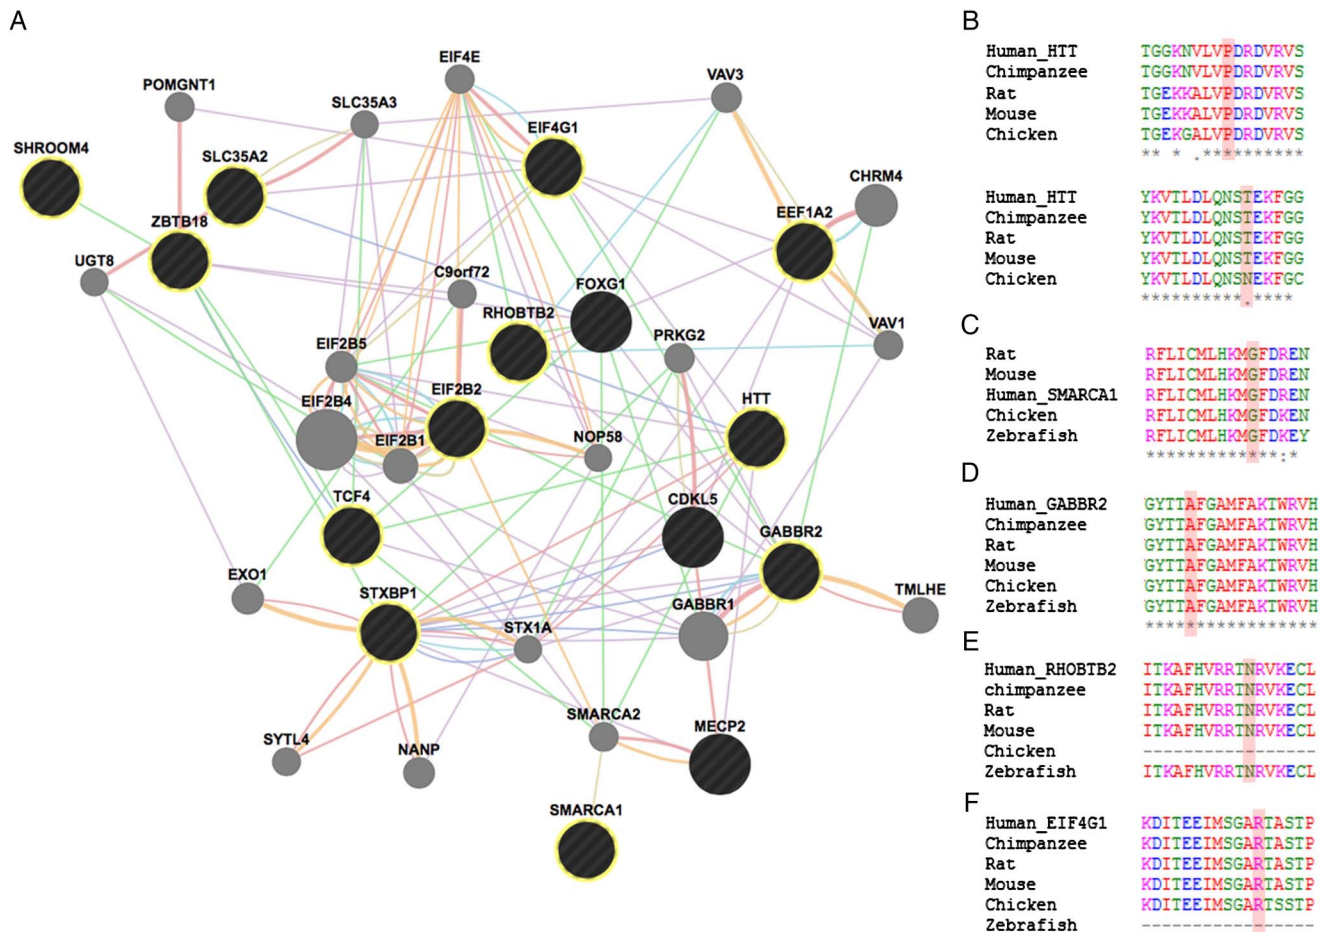 A
EIF4E
VAV3
POMGNT1
SLC35A3
EIF4G1
SHROOM4
SLC35A2
CHRM4
EEF1A2
ZBTB18
UGT8
C9orf72
FOXG1
RHOBTB2
VAV1
PRKG2
EIF2B5
EIF2B2
HTT
EIF2B4
EIF2B1
NOP58
TCF4
CDKL5
GABBR2
EXO1
STXBP1
TMLHE
GABBR1
STX1A
SMARCA2
MECP2
SYTL4
NANP
SMARCA1
B
Human_HTT TGGKNVLVPDRDVRVS
Chimpanzee TGGKNVLVPDRDVRVS
Rat TGEKKALVPDRDVRVS
Mouse TGEKKALVPDRDVRVS
Chicken TGEKGALVPDRDVRVS
** * .**********
Human_HTT YKVTLDLQNSTEKFGG
Chimpanzee YKVTLDLQNSTEKFGG
Rat YKVTLDLQNSTEKFGG
Mouse YKVTLDLQNSTEKFGG
Chicken YKVTLDLQNSNEKFGC
**********.****
C
Rat RFLICMLHKMGFDREN
Mouse RFLICMLHKMGFDREN
Human_SMARCA1 RFLICMLHKMGFDREN
Chicken RFLICMLHKMGFDKEN
Zebrafish RFLICMLHKMGFDKEY
*************:*
D
Human_GABBR2 GYTTAFGAMFAKTWRVH
Chimpanzee GYTTAFGAMFAKTWRVH
Rat GYTTAFGAMFAKTWRVH
Mouse GYTTAFGAMFAKTWRVH
Chicken GYTTAFGAMFAKTWRVH
Zebrafish GYTTAFGAMFAKTWRVH
*****************
E
Human_RHOBTB2 ITKAFHVRRTNRVKECL
chimpanzee ITKAFHVRRTNRVKECL
Rat ITKAFHVRRTNRVKECL
Mouse ITKAFHVRRTNRVKECL
Chicken -----------------
Zebrafish ITKAFHVRRTNRVKECL
F
Human_EIF4G1 KDITEEIMSGARTASTP
Chimpanzee KDITEEIMSGARTASTP
Rat KDITEEIMSGARTASTP
Mouse KDITEEIMSGARTASTP
Chicken KDITEEIMSGARTSSTP
Zebrafish -----------------